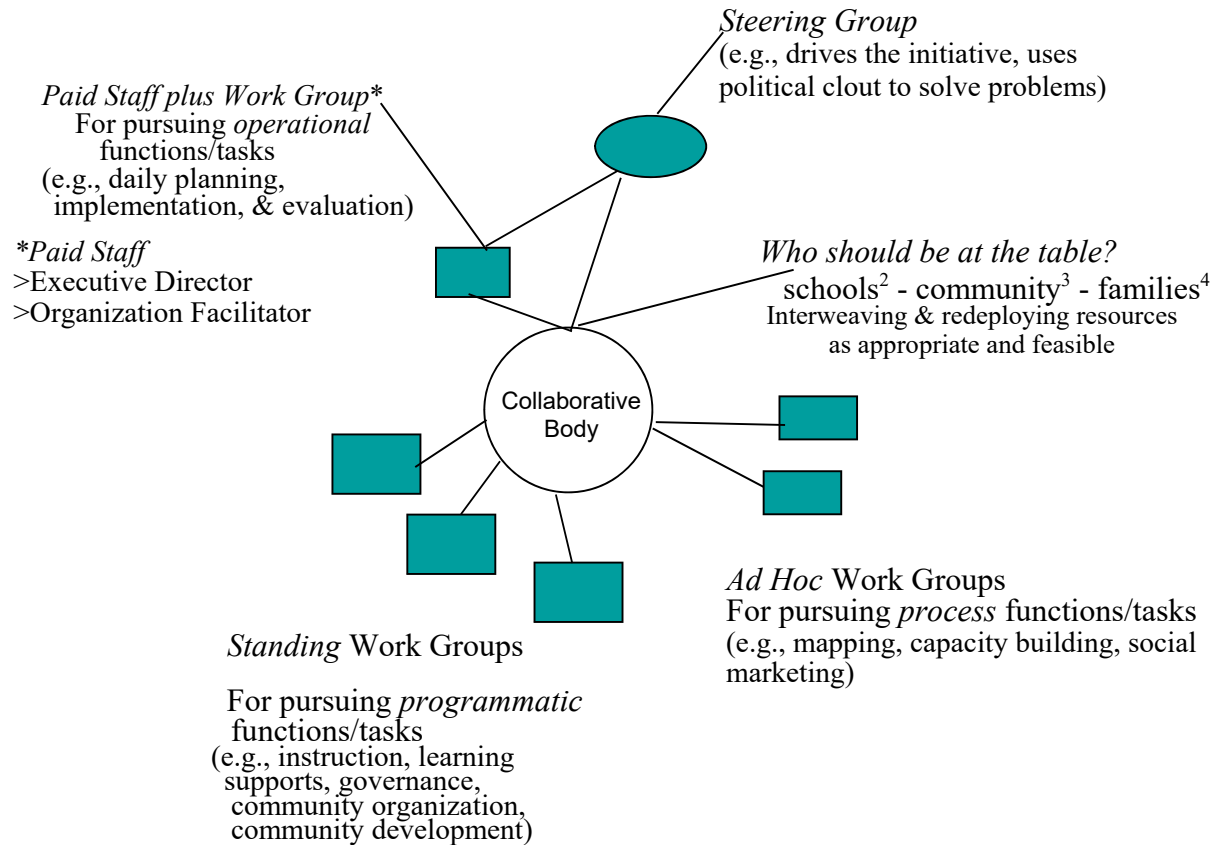 Steering Group
(e.g., drives the initiative, uses
political clout to solve problems)
Paid Staff plus Work Group*
For pursuing operational
functions/tasks
(e.g., daily planning,
implementation, & evaluation)
*Paid Staff
>Executive Director
>Organization Facilitator
Who should be at the table?
schools² - community³ - families⁴
Interweaving & redeploying resources
as appropriate and feasible
Collaborative
Body
Ad Hoc Work Groups
For pursuing process functions/tasks
(e.g., mapping, capacity building, social
marketing)
Standing Work Groups
For pursuing programmatic
functions/tasks
(e.g., instruction, learning
supports, governance,
community organization,
community development)